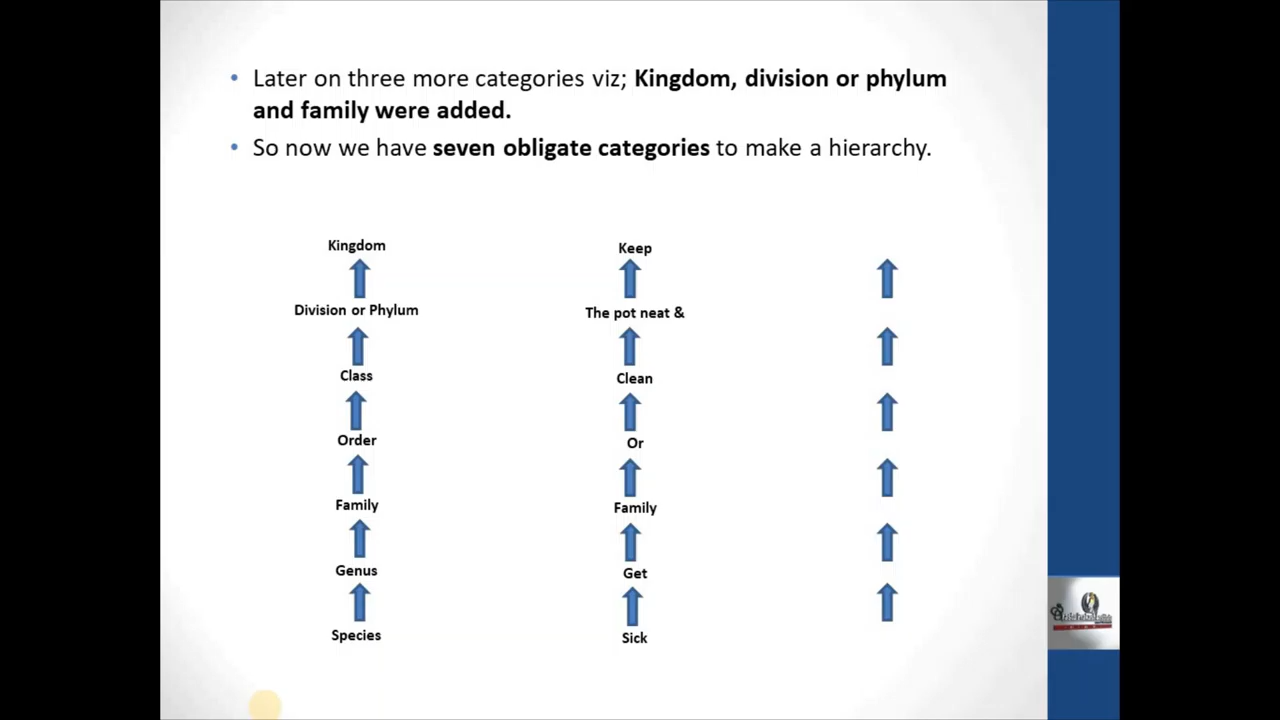 • Later on three more categories viz; Kingdom, division or phylum
and family were added.
• So now we have seven obligate categories to make a hierarchy.
Kingdom
Division or Phylum
Class
Order
Family
Genus
Species
Keep
The pot neat &
Clean
Or
Family
Get
Sick